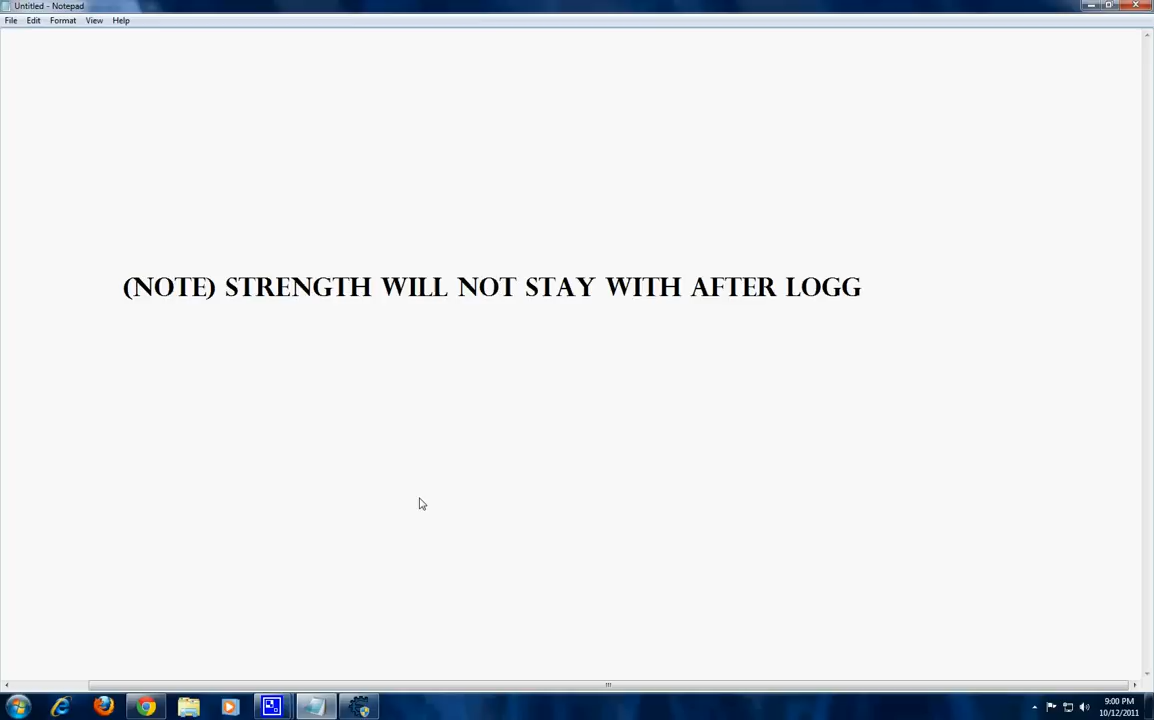 Untitled - Notepad
File Edit Format View Help
(NOTE) STRENGTH WILL NOT STAY WITH AFTER LOGG
9:00 PM
10/12/2011